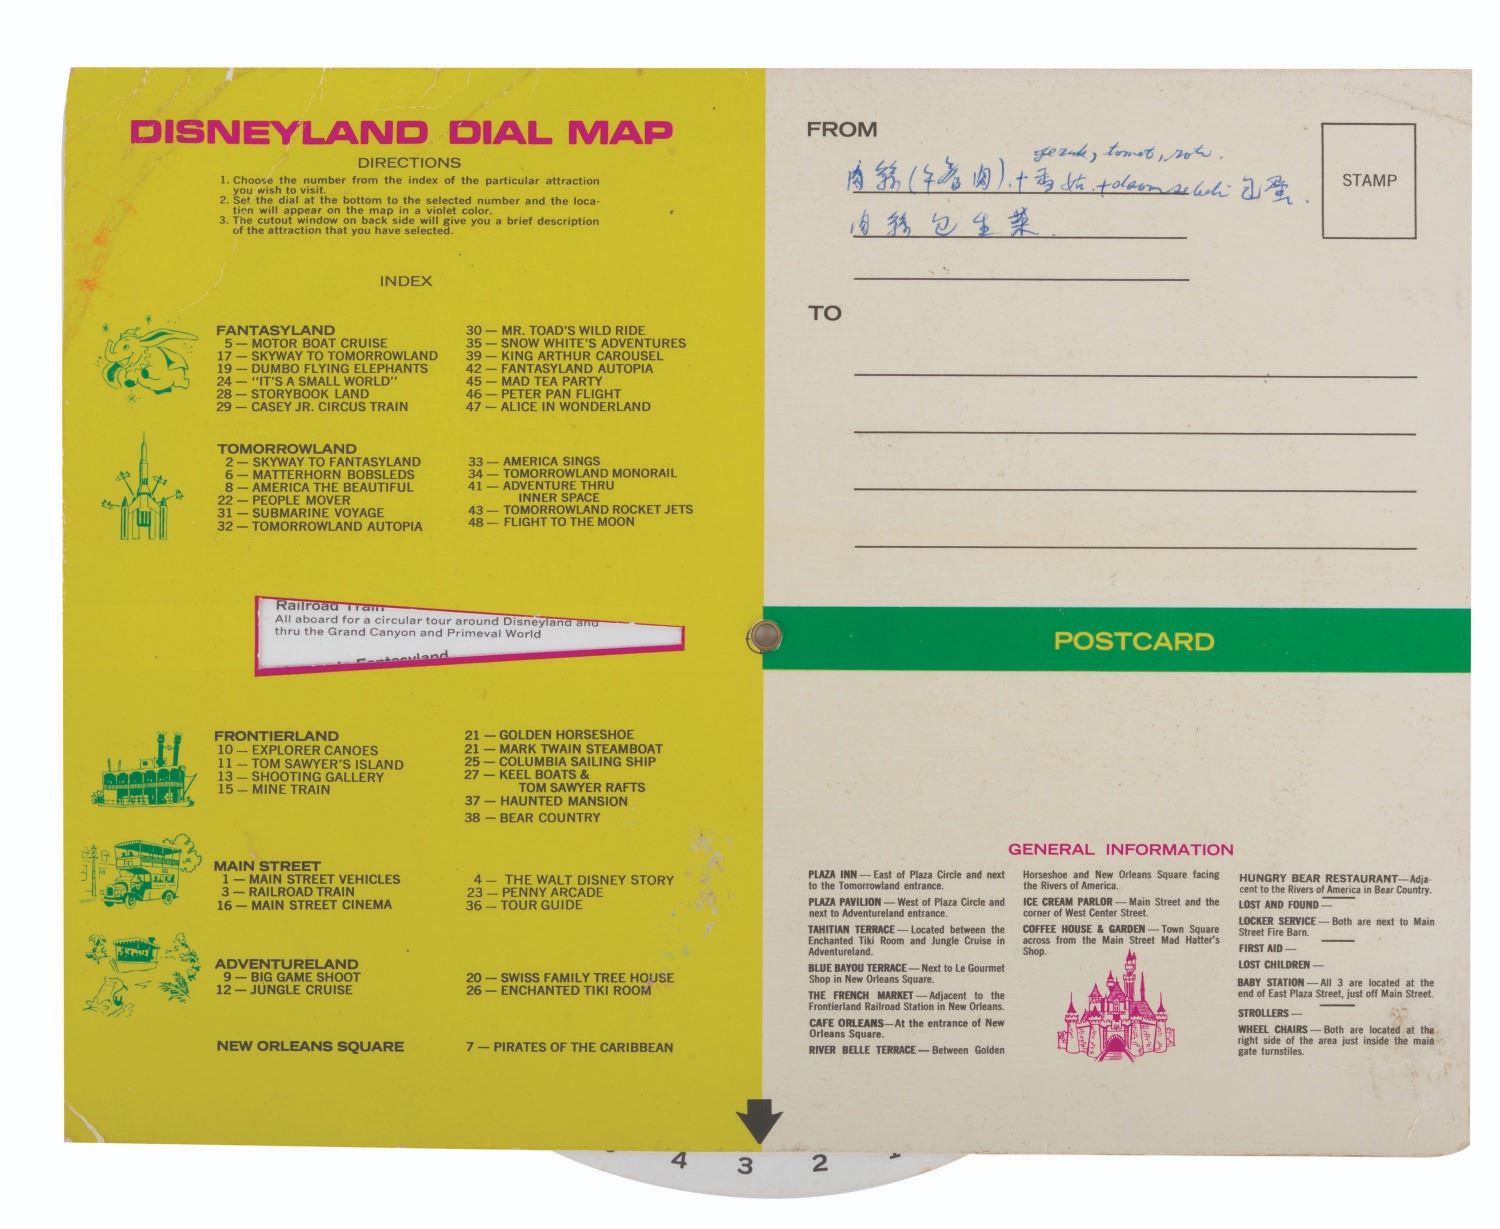 DISNEYLAND DIAL MAP
DIRECTIONS
1. Choose the number from the index of the particular attraction
you wish to visit.
2. Set the dial at the bottom to the selected number and the loca-
tion will appear on the map in a violet color.
3. The cutout window on back side will give you a brief description
of the attraction that you have selected.
INDEX
FANTASYLAND
5 — MOTOR BOAT CRUISE
17 — SKYWAY TO TOMORROWLAND
19 — DUMBO FLYING ELEPHANTS
24 — "IT'S A SMALL WORLD"
28 — STORYBOOK LAND
29 — CASEY JR. CIRCUS TRAIN
30 — MR. TOAD'S WILD RIDE
35 — SNOW WHITE'S ADVENTURES
39 — KING ARTHUR CAROUSEL
42 — FANTASYLAND AUTOPIA
45 — MAD TEA PARTY
46 — PETER PAN FLIGHT
47 — ALICE IN WONDERLAND
TOMORROWLAND
2 — SKYWAY TO FANTASYLAND
6 — MATTERHORN BOBSLEDS
8 — AMERICA THE BEAUTIFUL
22 — PEOPLE MOVER
31 — SUBMARINE VOYAGE
32 — TOMORROWLAND AUTOPIA
33 — AMERICA SINGS
34 — TOMORROWLAND MONORAIL
41 — ADVENTURE THRU
INNER SPACE
43 — TOMORROWLAND ROCKET JETS
48 — FLIGHT TO THE MOON
Railroad Train
All aboard for a circular tour around Disneyland and
thru the Grand Canyon and Primeval World
Fantasyland
FRONTIERLAND
10 — EXPLORER CANOES
11 — TOM SAWYER'S ISLAND
13 — SHOOTING GALLERY
15 — MINE TRAIN
21 — GOLDEN HORSESHOE
21 — MARK TWAIN STEAMBOAT
25 — COLUMBIA SAILING SHIP
27 — KEEL BOATS &
TOM SAWYER RAFTS
37 — HAUNTED MANSION
38 — BEAR COUNTRY
MAIN STREET
1 — MAIN STREET VEHICLES
3 — RAILROAD TRAIN
16 — MAIN STREET CINEMA
4 — THE WALT DISNEY STORY
23 — PENNY ARCADE
36 — TOUR GUIDE
ADVENTURELAND
9 — BIG GAME SHOOT
12 — JUNGLE CRUISE
20 — SWISS FAMILY TREE HOUSE
26 — ENCHANTED TIKI ROOM
NEW ORLEANS SQUARE
7 — PIRATES OF THE CARIBBEAN
4 3 2 1
FROM
tomat,
肉絲 ( 肉).+香菇.+daun 包蛋.
肉絲包生菜.
STAMP
TO
POSTCARD
GENERAL INFORMATION
PLAZA INN — East of Plaza Circle and next
to the Tomorrowland entrance.
PLAZA PAVILION — West of Plaza Circle and
next to Adventureland entrance.
TAHITIAN TERRACE — Located between the
Enchanted Tiki Room and Jungle Cruise in
Adventureland.
BLUE BAYOU TERRACE — Next to Le Gourmet
Shop in New Orleans Square.
THE FRENCH MARKET — Adjacent to the
Frontierland Railroad Station in New Orleans.
CAFE ORLEANS—At the entrance of New
Orleans Square.
RIVER BELLE TERRACE — Between Golden
Horseshoe and New Orleans Square facing
the Rivers of America.
ICE CREAM PARLOR — Main Street and the
corner of West Center Street.
COFFEE HOUSE & GARDEN — Town Square
across from the Main Street Mad Hatter's
Shop.
HUNGRY BEAR RESTAURANT—Adja-
cent to the Rivers of America in Bear Country.
LOST AND FOUND —
LOCKER SERVICE — Both are next to Main
Street Fire Barn.
FIRST AID —
LOST CHILDREN —
BABY STATION — All 3 are located at the
end of East Plaza Street, just off Main Street.
STROLLERS —
WHEEL CHAIRS — Both are located at the
right side of the area just inside the main
gate turnstiles.